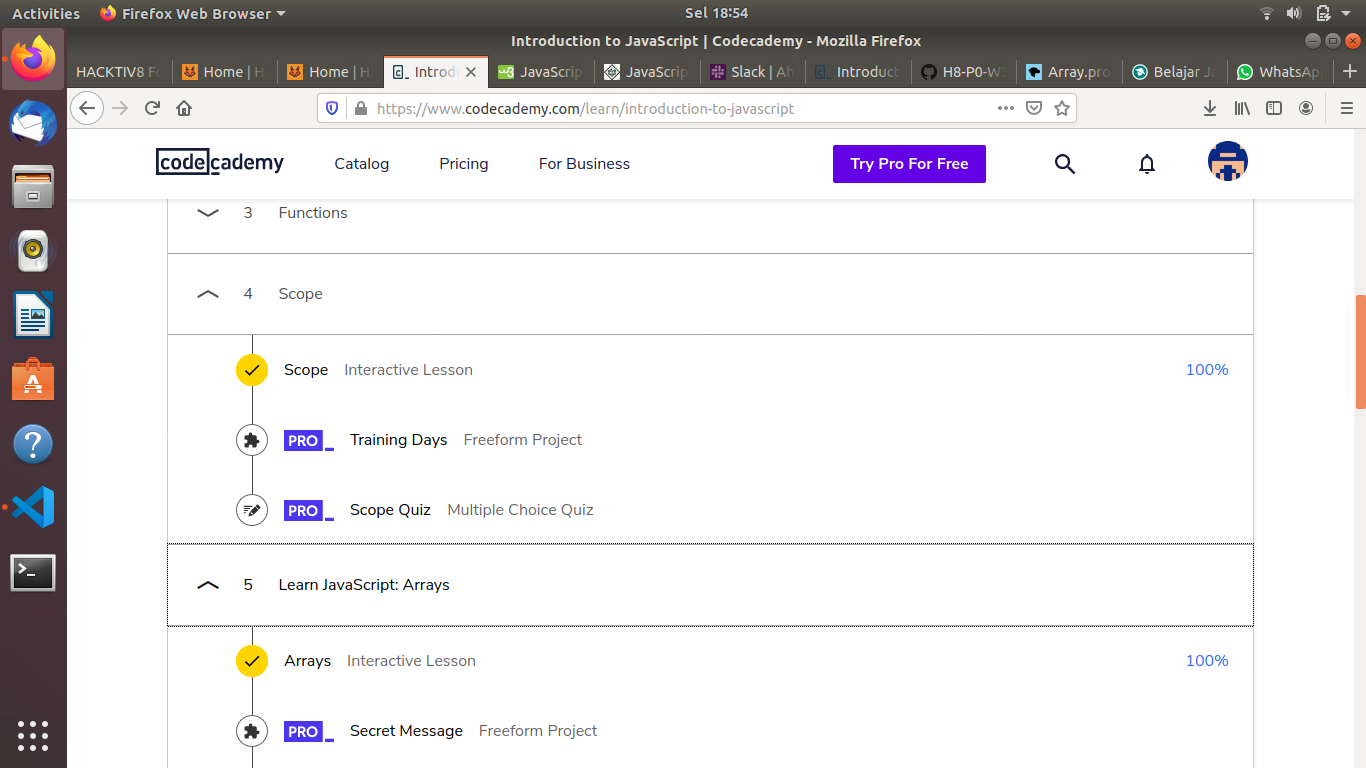 Activities Firefox Web Browser Sel 18:54
Introduction to JavaScript | Codecademy - Mozilla Firefox
HACKTIV8 Fo Home | H Home | H Introdu JavaScrip JavaScrip Slack | Ah Introduct H8-P0-W3 Array.pro Belajar Ja WhatsApp
https://www.codecademy.com/learn/introduction-to-javascript
codecademy Catalog Pricing For Business Try Pro For Free
3 Functions
4 Scope
Scope Interactive Lesson 100%
PRO Training Days Freeform Project
PRO Scope Quiz Multiple Choice Quiz
5 Learn JavaScript: Arrays
Arrays Interactive Lesson 100%
PRO Secret Message Freeform Project